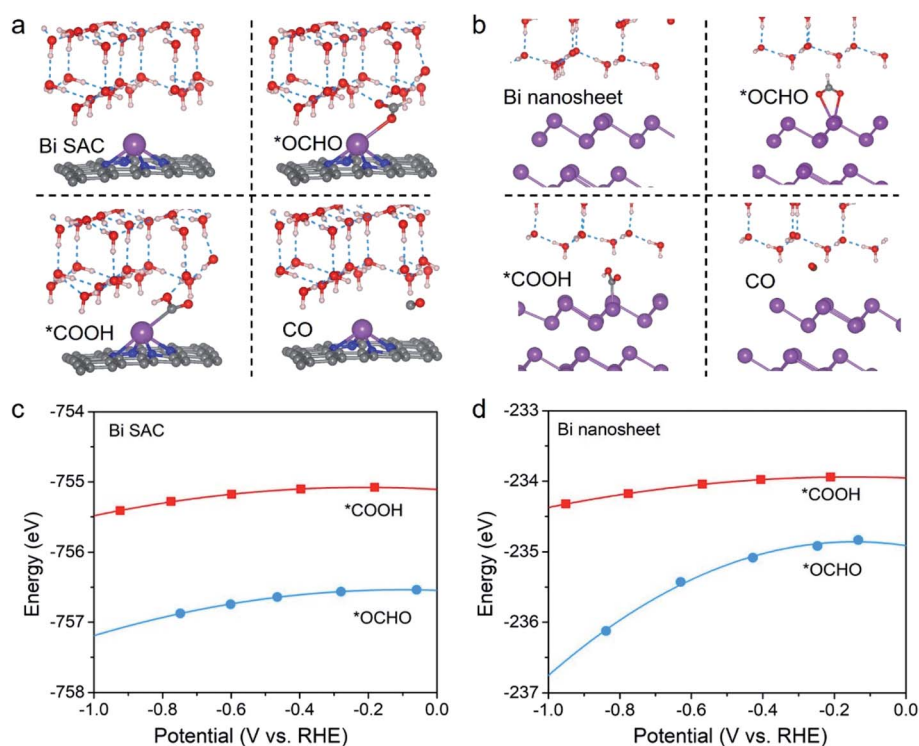 a
Bi SAC
*OCHO
*COOH
CO
b
Bi nanosheet
*OCHO
*COOH
CO
c
-754
Bi SAC
-755
*COOH
-756
Energy (eV)
-757
*OCHO
-758
-1.0 -0.8 -0.6 -0.4 -0.2 0.0
Potential (V vs. RHE)
d
-233
Bi nanosheet
-234
*COOH
-235
*OCHO
Energy (eV)
-236
-237
-1.0 -0.8 -0.6 -0.4 -0.2 0.0
Potential (V vs. RHE)